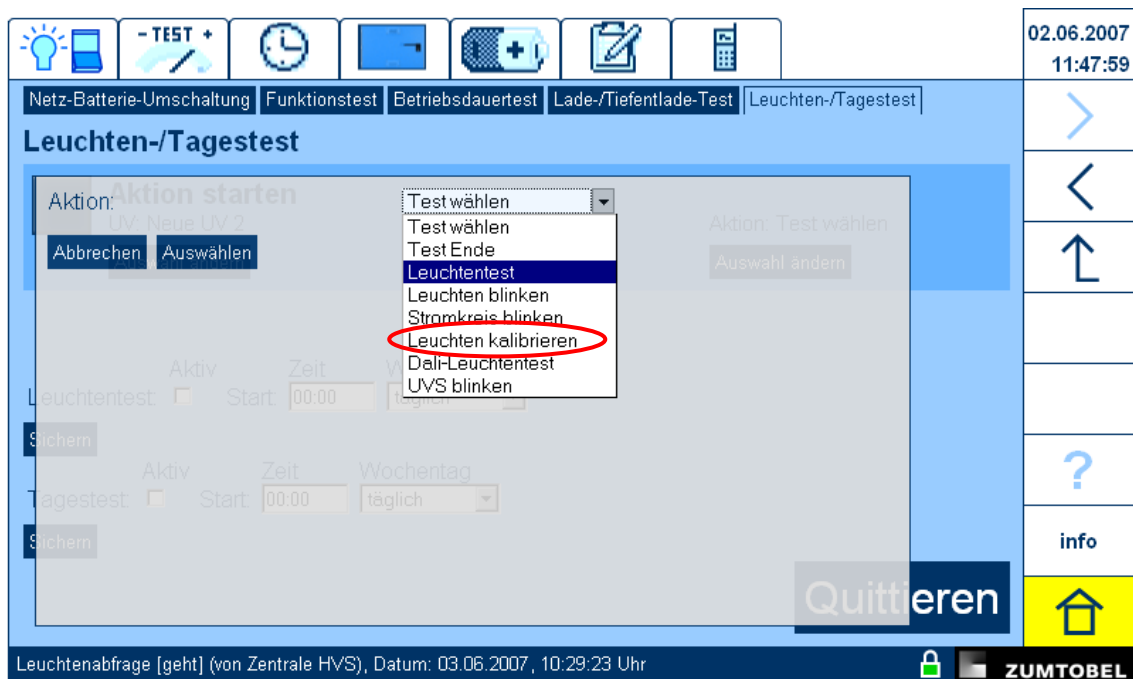 - TEST +
02.06.2007
11:47:59
Netz-Batterie-Umschaltung Funktionstest Betriebsdauertest Lade-/Tiefentlade-Test Leuchten-/Tagestest
Leuchten-/Tagestest
Aktion starten
Aktion:
Test wählen
UV: Neue UV 2
Aktion: Test wählen
Abbrechen Auswählen
Auswahl ändern
Test wählen
Test Ende
Leuchtentest
Leuchten blinken
Stromkreis blinken
Leuchten kalibrieren
Dali-Leuchtentest
UVS blinken
Aktiv Zeit
Leuchtentest: Start: 00:00 täglich
Sichern
Aktiv Zeit Wochentag
Tagestest: Start: 00:00 täglich
Sichern
Quittieren
?
info
Leuchtenabfrage [geht] (von Zentrale HVS), Datum: 03.06.2007, 10:29:23 Uhr
ZUMTOBEL